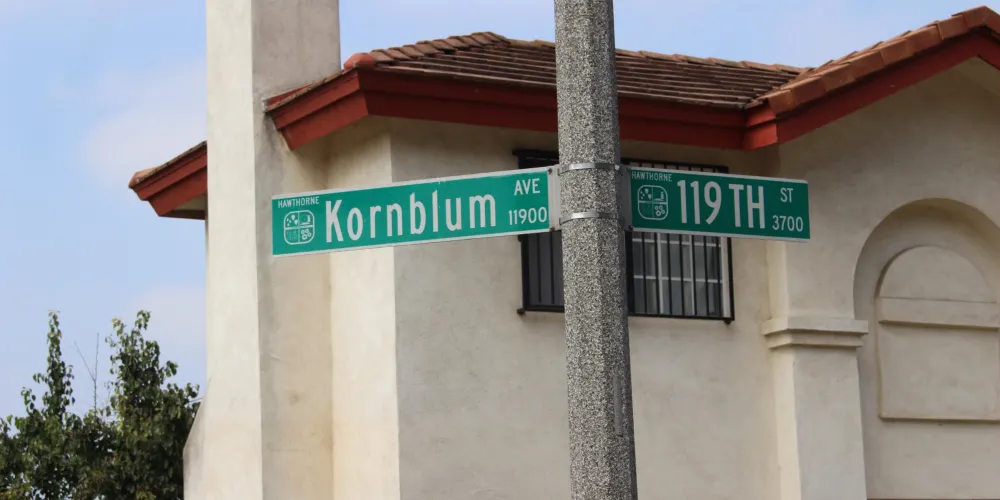 HAWTHORNE
Kornblum AVE
11900
HAWTHORNE
119TH ST
3700